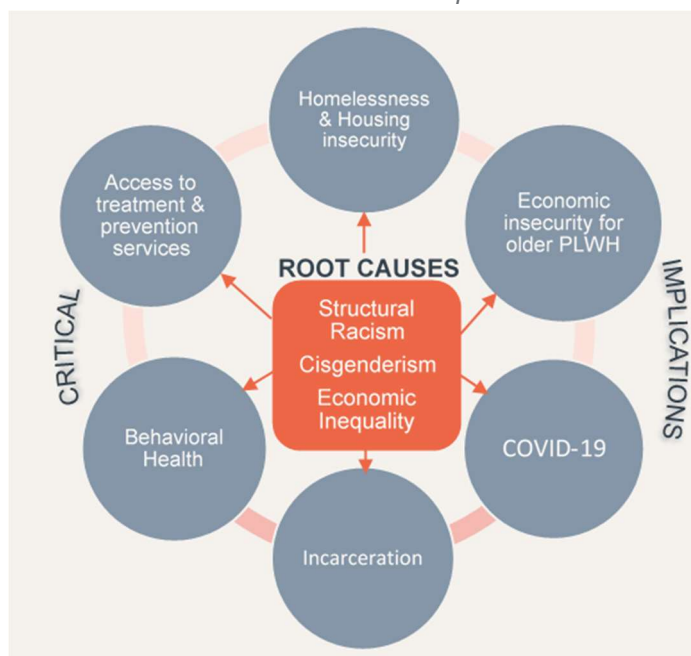 Homelessness
& Housing
insecurity
Access to
treatment &
prevention
services
Economic
insecurity for
older PLWH
ROOT CAUSES
Structural
Racism
Cisgenderism
Economic
Inequality
CRITICAL
IMPLICATIONS
Behavioral
Health
COVID-19
Incarceration